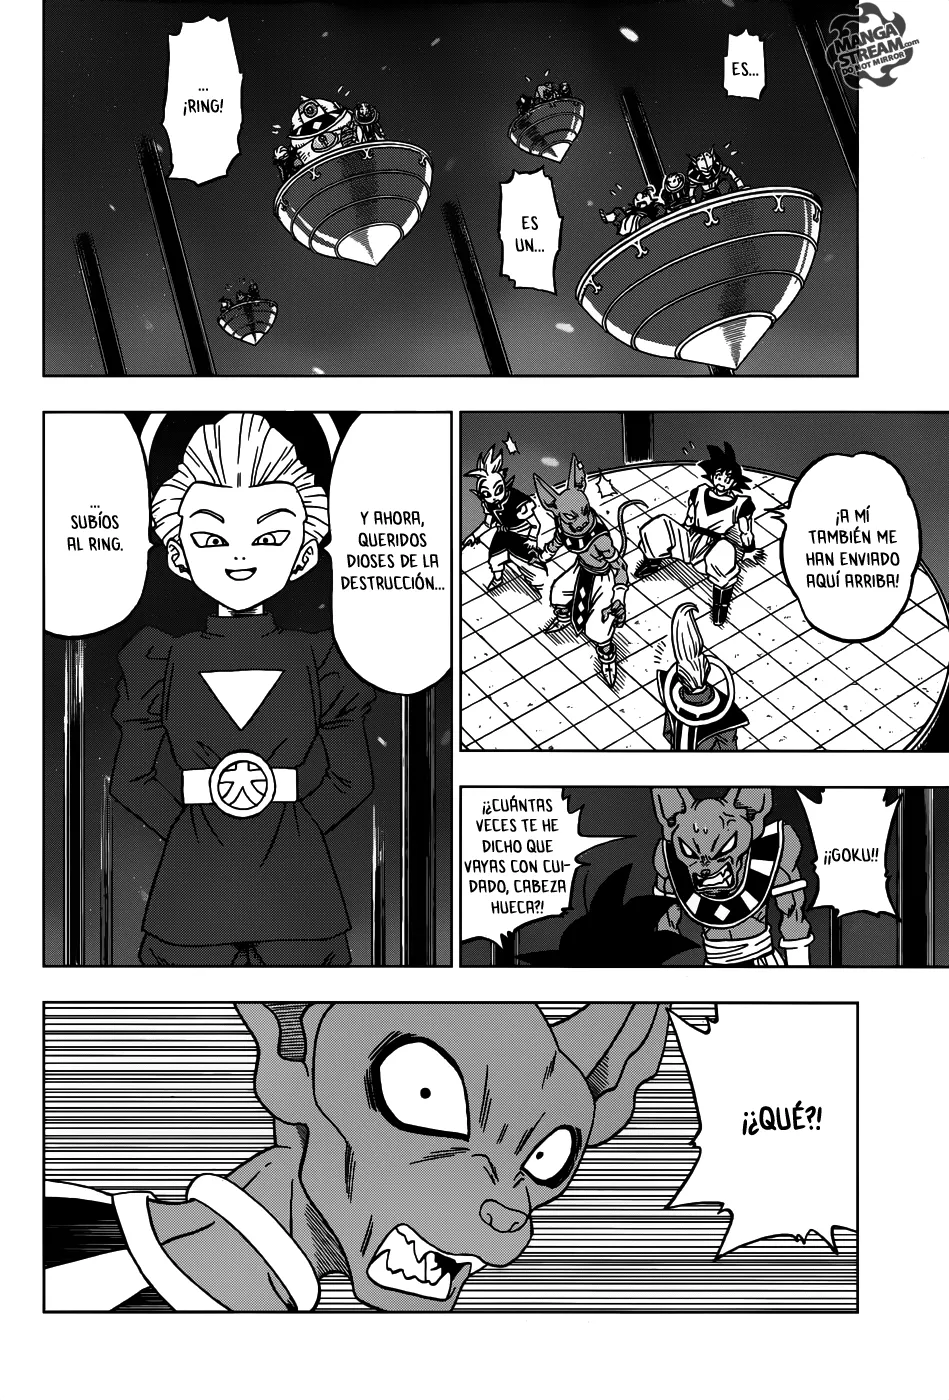 MANGA
STREAM.com
DO NOT MIRROR
ES...
ES
UN...
...
¡RING!
¡A MÍ
TAMBIÉN ME
HAN ENVIADO
AQUÍ ARRIBA!
Y AHORA,
QUERIDOS
DIOSES DE LA
DESTRUCCIÓN...
...
SUBÍOS
AL RING.
大
¡¡GOKU!!
¡¿CUÁNTAS
VECES TE HE
DICHO QUE
VAYAS CON CUI-
DADO, CABEZA
HUECA?!
¡¿QUÉ?!